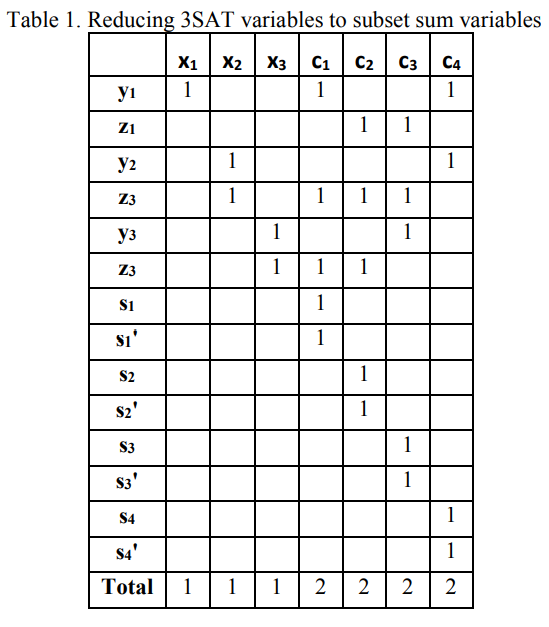 Table 1. Reducing 3SAT variables to subset sum variables
x₁ x₂ x₃ C₁ C₂ C₃ C₄
y₁ 1 1 1
z₁ 1 1
y₂ 1 1
z₃ 1 1 1 1
y₃ 1 1
z₃ 1 1 1
s₁ 1
s₁' 1
s₂ 1
s₂' 1
s₃ 1
s₃' 1
s₄ 1
s₄' 1
Total 1 1 1 2 2 2 2